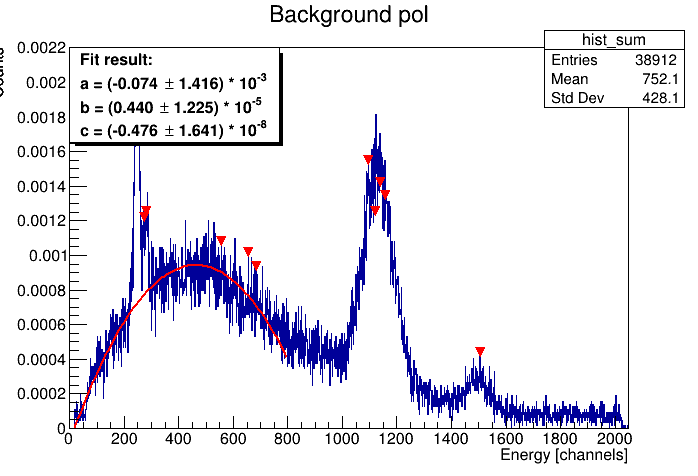 Background pol
hist_sum
Entries 38912
Mean 752.1
Std Dev 428.1
Fit result:
a = (-0.074 ± 1.416) * 10-3
b = (0.440 ± 1.225) * 10-5
c = (-0.476 ± 1.641) * 10-8
0.0022
0.002
0.0018
0.0016
0.0014
0.0012
0.001
0.0008
0.0006
0.0004
0.0002
0
0 200 400 600 800 1000 1200 1400 1600 1800 2000
Energy [channels]